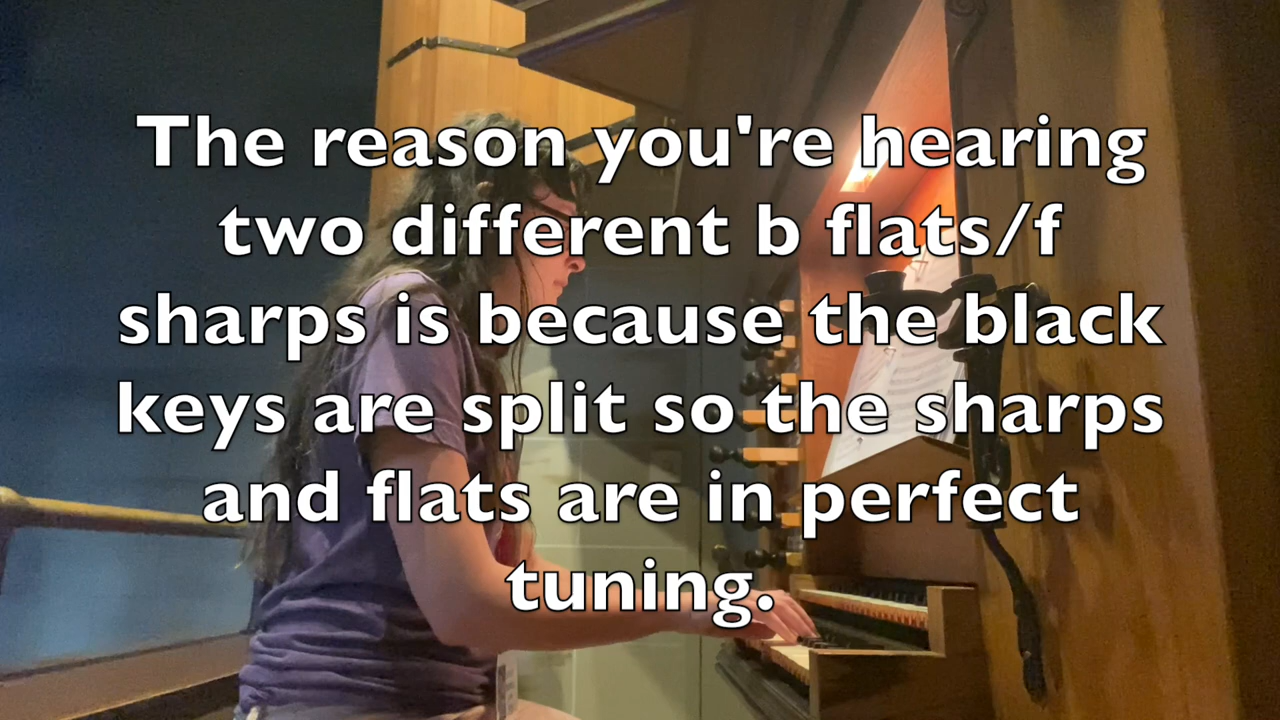 The reason you're hearing
two different b flats/f
sharps is because the black
keys are split so the sharps
and flats are in perfect
tuning.